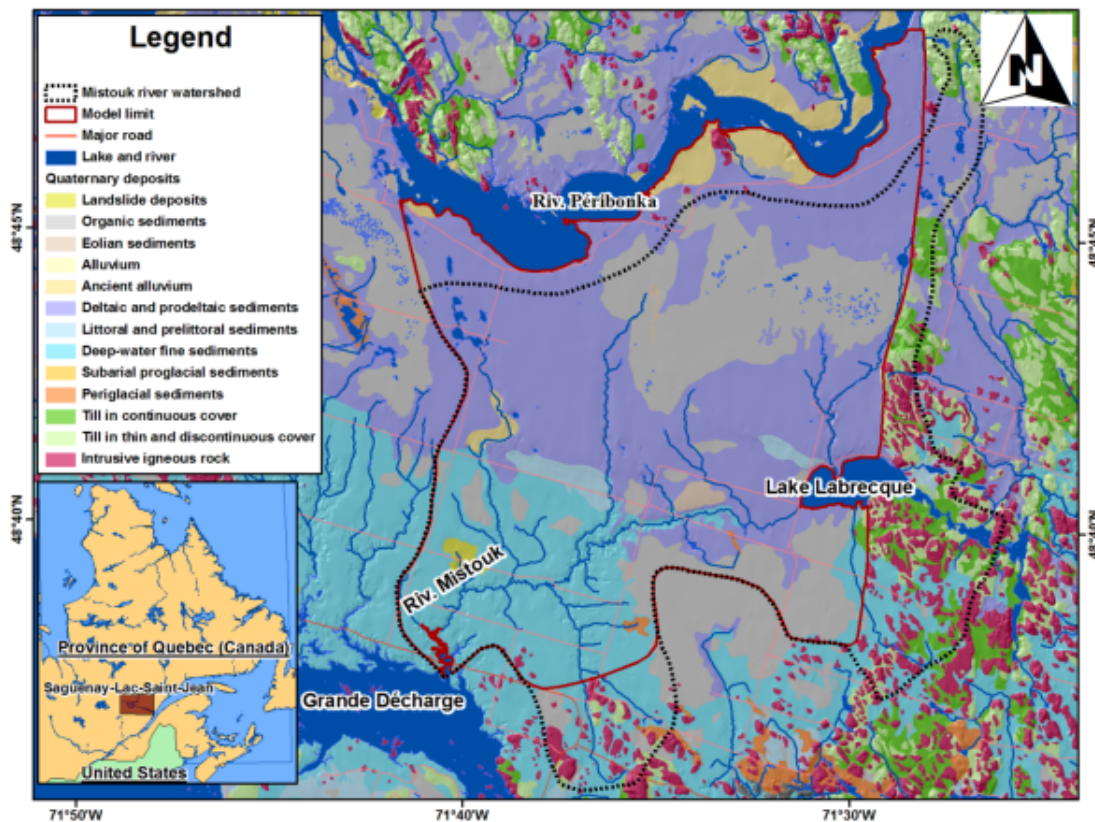 Legend
Mistouk river watershed
Model limit
Major road
Lake and river
Quaternary deposits
Landslide deposits
Organic sediments
Eolian sediments
Alluvium
Ancient alluvium
Deltaic and prodeltaic sediments
Littoral and prelittoral sediments
Deep-water fine sediments
Subarial proglacial sediments
Periglacial sediments
Till in continuous cover
Till in thin and discontinuous cover
Intrusive igneous rock
N
Riv. Péribonka
Lake Labrecque
Riv. Mistouk
Grande Décharge
Province of Quebec (Canada)
Saguenay-Lac-Saint-Jean
United States
48°45'N
48°40'N
48°45'N
48°40'N
71°50'W
71°40'W
71°30'W